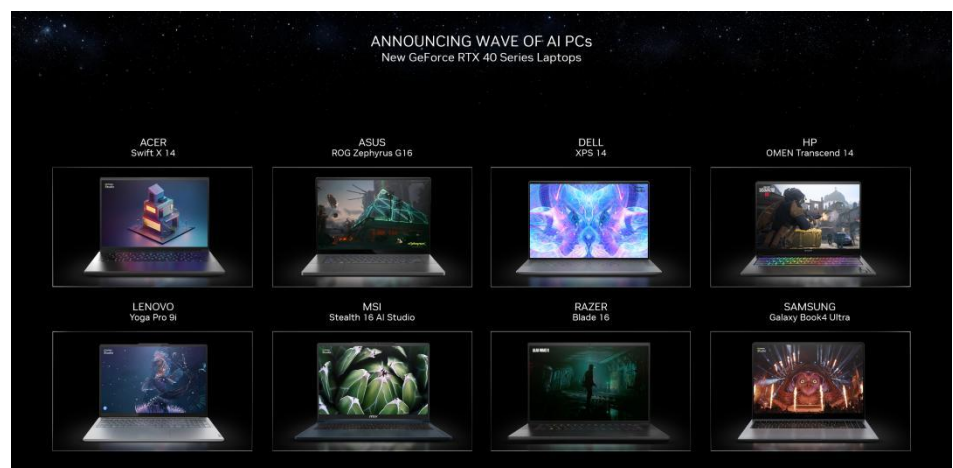 ANNOUNCING WAVE OF AI PCs
New GeForce RTX 40 Series Laptops
ACER
Swift X 14
ASUS
ROG Zephyrus G16
DELL
XPS 14
HP
OMEN Transcend 14
LENOVO
Yoga Pro 9i
MSI
Stealth 16 AI Studio
RAZER
Blade 16
SAMSUNG
Galaxy Book4 Ultra